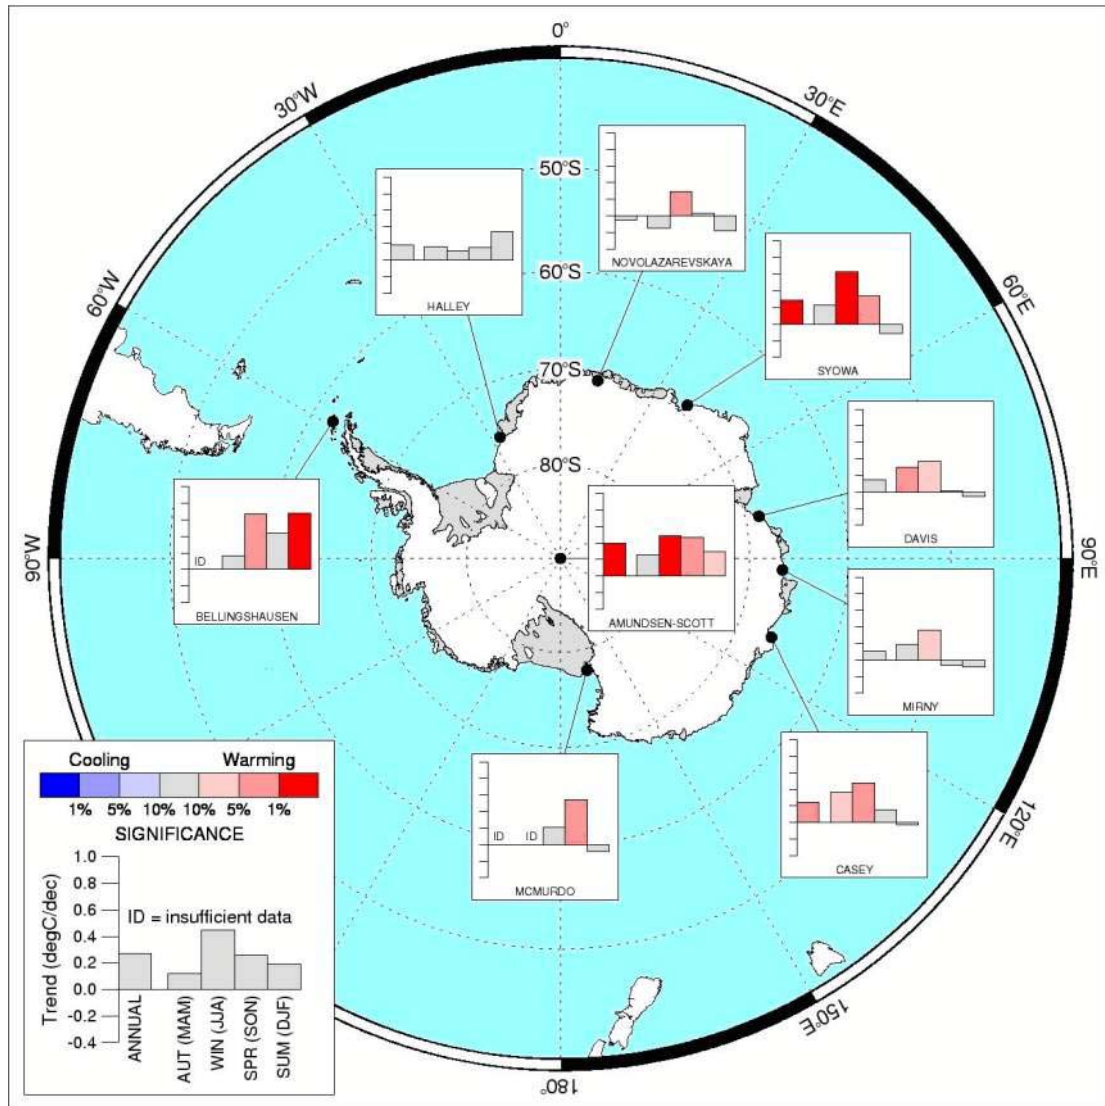 0°
30°W
30°E
50°S
NOVOLAZAREVSKAYA
60°W
60°S
60°E
HALLEY
70°S
SYOWA
80°S
ID
DAVIS
90°W
90°E
BELLINGSHAUSEN
AMUNDSEN-SCOTT
MIRNY
Cooling Warming
1% 5% 10% 10% 5% 1%
SIGNIFICANCE
ID ID
MCMURDO
CASEY
120°E
Trend (degC/dec)
1.0
0.8
0.6
0.4
0.2
0.0
-0.2
-0.4
ID = insufficient data
ANNUAL
AUT (MAM)
WIN (JJA)
SPR (SON)
SUM (DJF)
150°E
180°